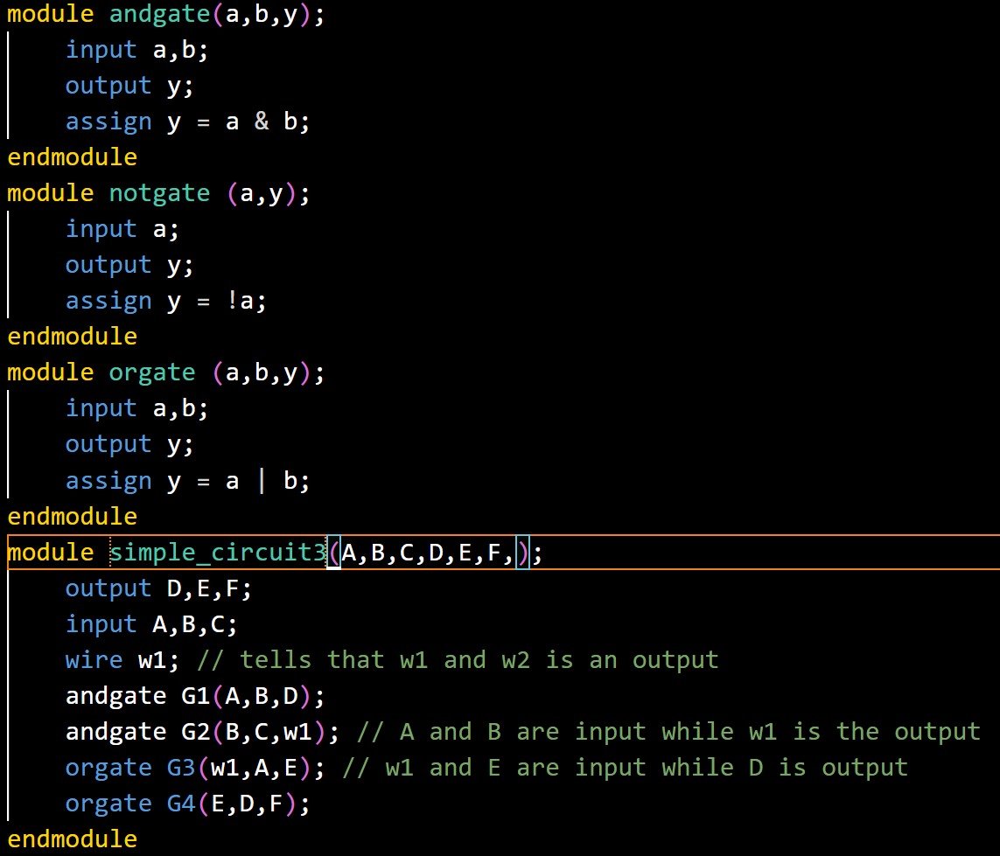 module andgate(a,b,y);
input a,b;
output y;
assign y = a & b;
endmodule
module notgate (a,y);
input a;
output y;
assign y = !a;
endmodule
module orgate (a,b,y);
input a,b;
output y;
assign y = a | b;
endmodule
module simple_circuit3(A,B,C,D,E,F,);
output D,E,F;
input A,B,C;
wire w1; // tells that w1 and w2 is an output
andgate G1(A,B,D);
andgate G2(B,C,w1); // A and B are input while w1 is the output
orgate G3(w1,A,E); // w1 and E are input while D is output
orgate G4(E,D,F);
endmodule